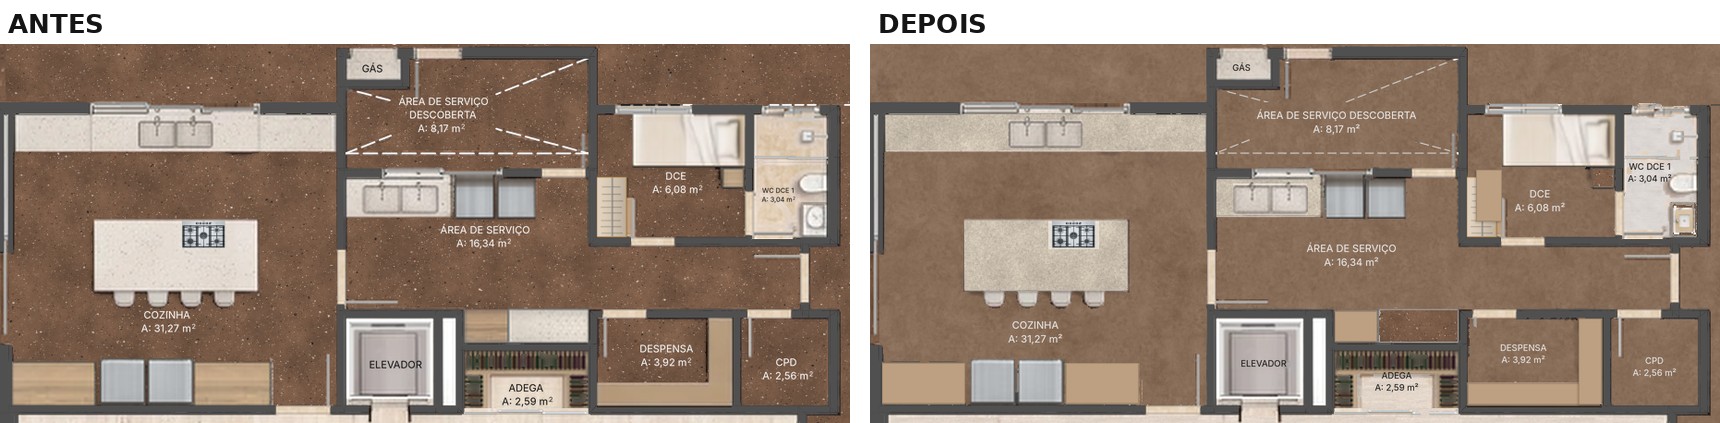 ANTES
GÁS
ÁREA DE SERVIÇO
DESCOBERTA
A: 8,17 m²
DCE
A: 6,08 m²
WC DCE 1
A: 3,04 m²
ÁREA DE SERVIÇO
A: 16,34 m²
COZINHA
A: 31,27 m²
ELEVADOR
DESPENSA
A: 3,92 m²
CPD
A: 2,56 m²
ADEGA
A: 2,59 m²
DEPOIS
GÁS
ÁREA DE SERVIÇO DESCOBERTA
A: 8,17 m²
WC DCE 1
A: 3,04 m²
DCE
A: 6,08 m²
ÁREA DE SERVIÇO
A: 16,34 m²
COZINHA
A: 31,27 m²
ELEVADOR
DESPENSA
A: 3,92 m²
CPD
A: 2,56 m²
ADEGA
A: 2,59 m²